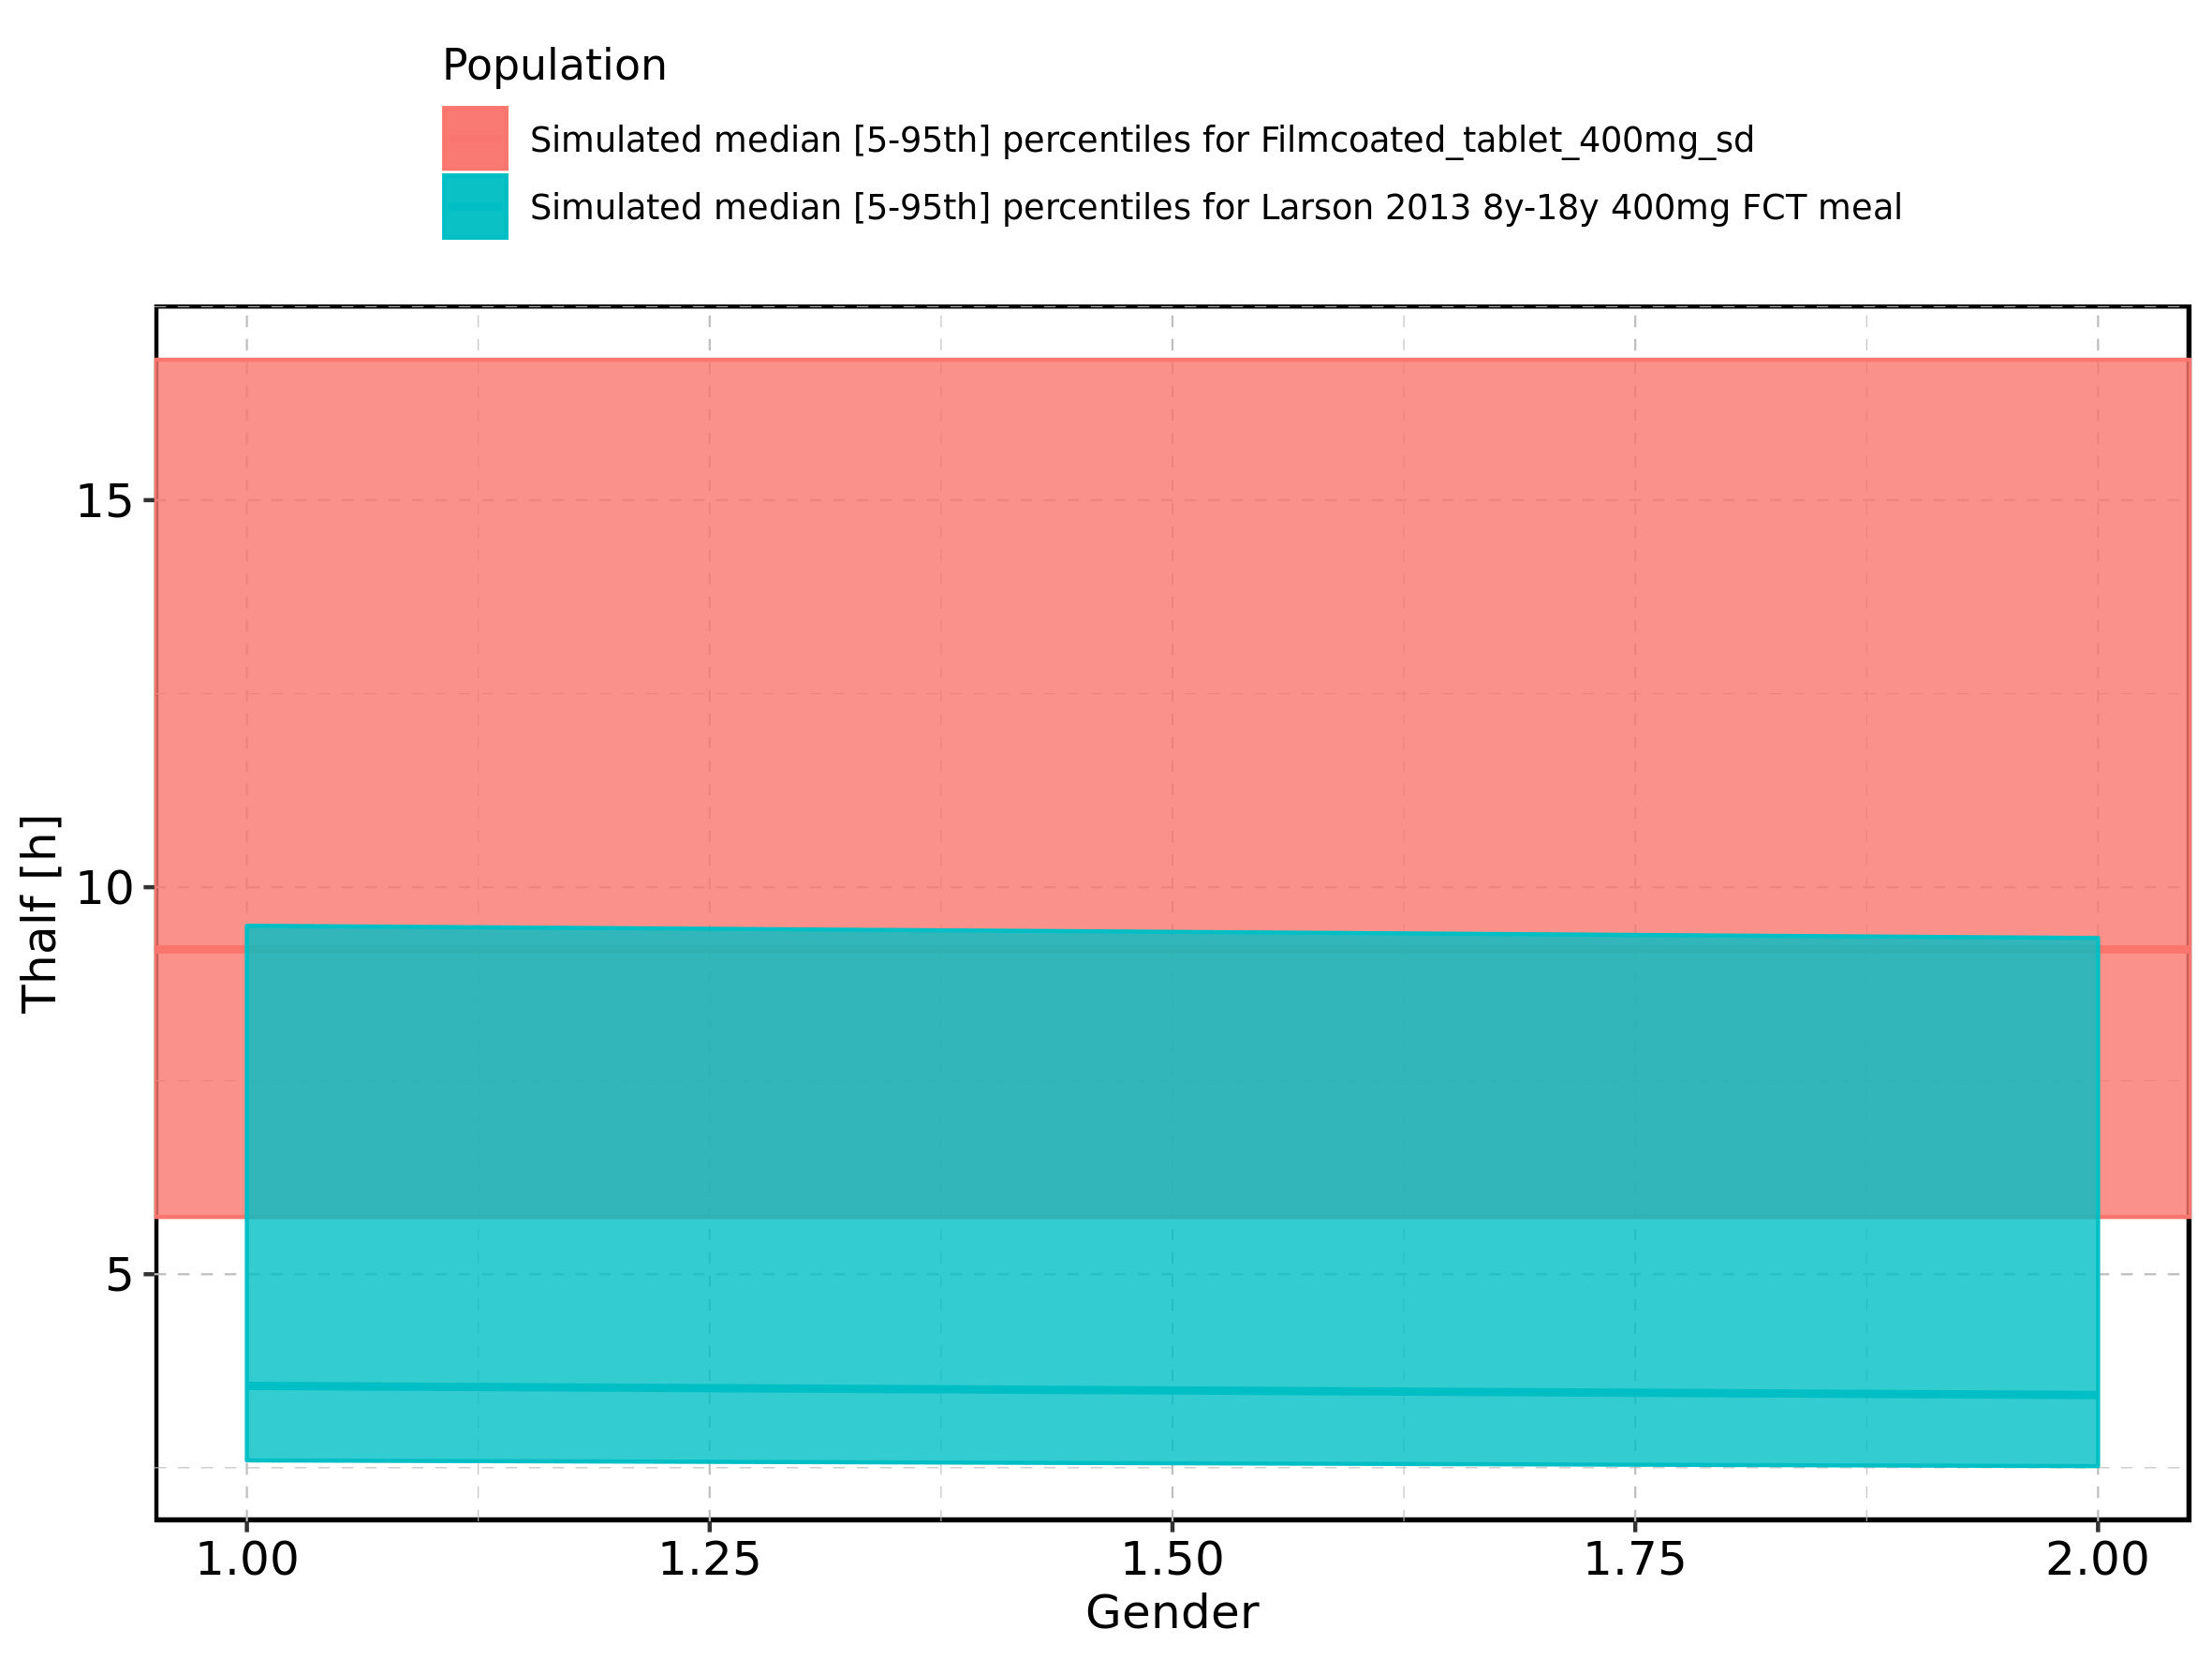 Population
Simulated median [5-95th] percentiles for Filmcoated_tablet_400mg_sd
Simulated median [5-95th] percentiles for Larson 2013 8y-18y 400mg FCT meal
Thalf [h]
15
10
5
1.00 1.25 1.50 1.75 2.00
Gender